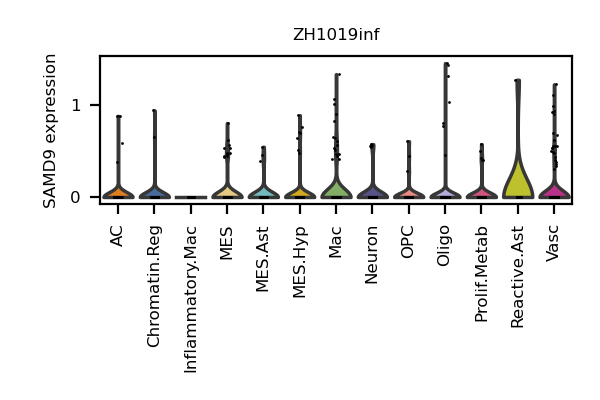 ZH1019inf
SAMD9 expression
1
0
AC
Chromatin.Reg
Inflammatory.Mac
MES
MES.Ast
MES.Hyp
Mac
Neuron
OPC
Oligo
Prolif.Metab
Reactive.Ast
Vasc